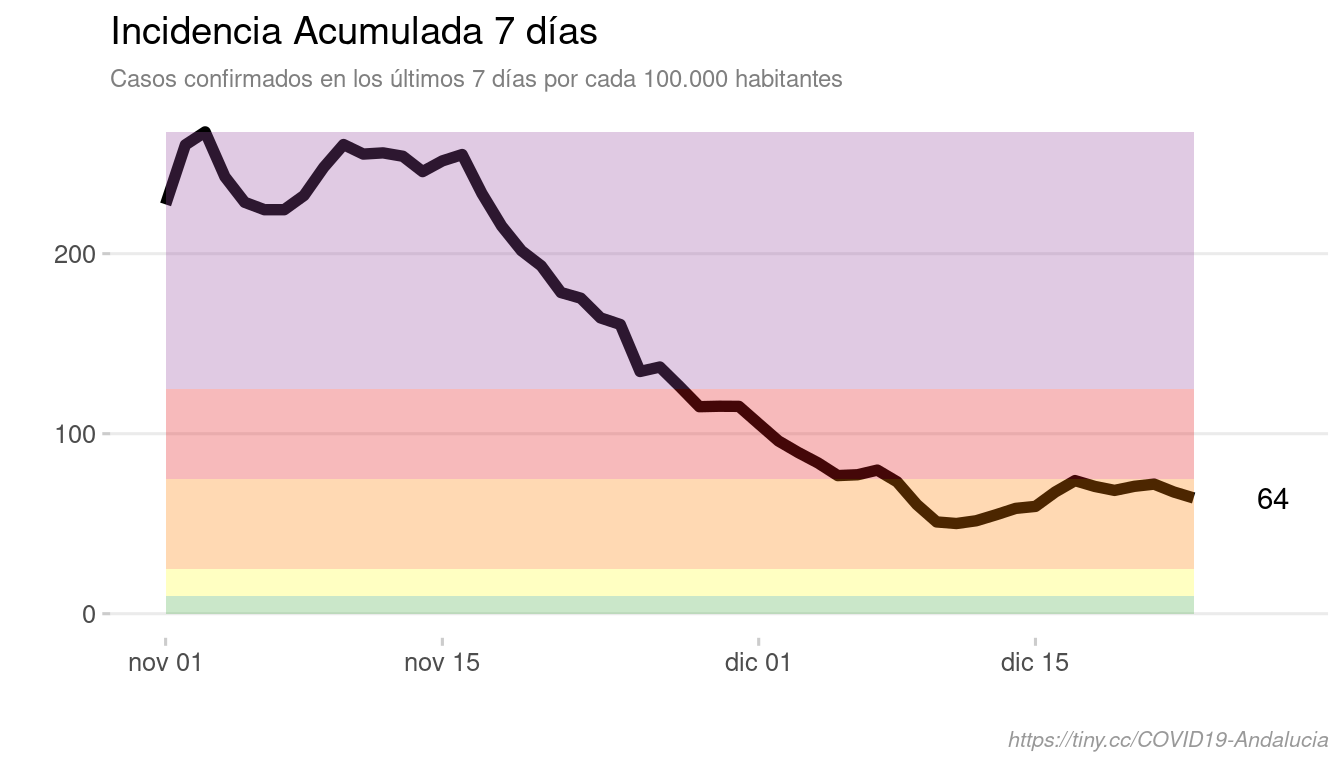 Incidencia Acumulada 7 días
Casos confirmados en los últimos 7 días por cada 100.000 habitantes
200
100
64
0
nov 01 nov 15 dic 01 dic 15
https://tiny.cc/COVID19-Andalucia